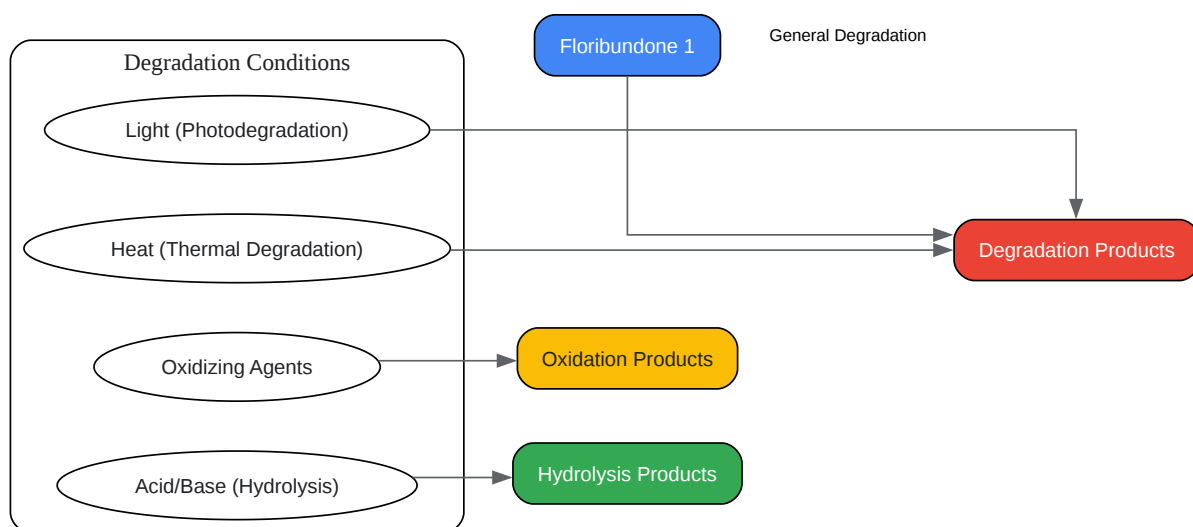 Floribundone 1
General Degradation
Degradation Conditions
Light (Photodegradation)
Heat (Thermal Degradation)
Degradation Products
Oxidizing Agents
Oxidation Products
Acid/Base (Hydrolysis)
Hydrolysis Products